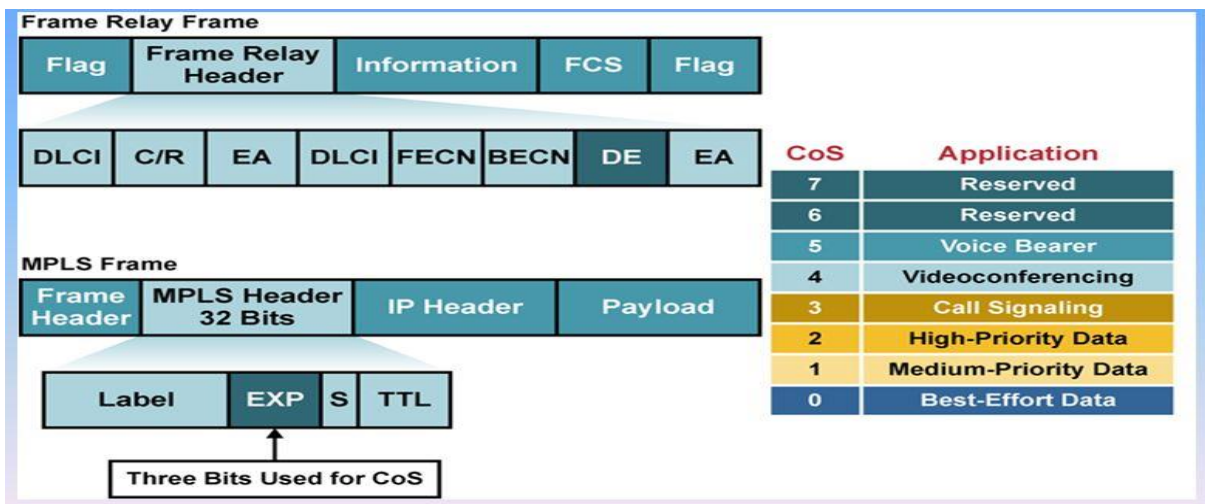 Frame Relay Frame
Flag Frame Relay Header Information FCS Flag
DLCI C/R EA DLCI FECN BECN DE EA
MPLS Frame
Frame Header MPLS Header 32 Bits IP Header Payload
Label EXP S TTL
Three Bits Used for CoS
CoS Application
7 Reserved
6 Reserved
5 Voice Bearer
4 Videoconferencing
3 Call Signaling
2 High-Priority Data
1 Medium-Priority Data
0 Best-Effort Data